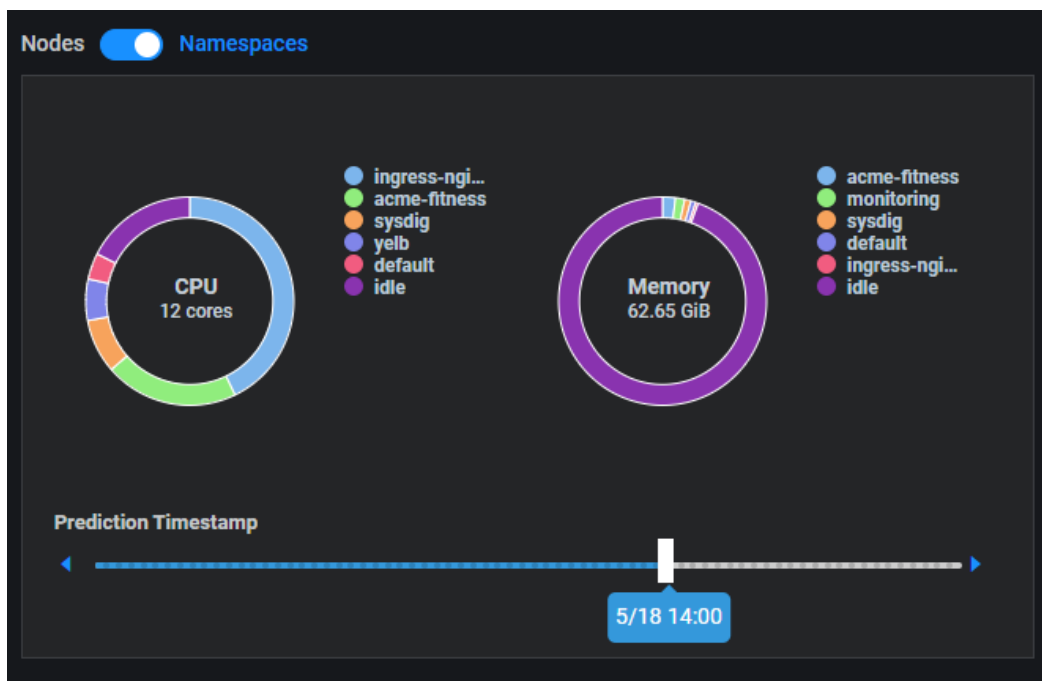 Nodes Namespaces
CPU
12 cores
ingress-ngi...
acme-fitness
sysdig
yelb
default
idle
Memory
62.65 GiB
acme-fitness
monitoring
sysdig
default
ingress-ngi...
idle
Prediction Timestamp
5/18 14:00